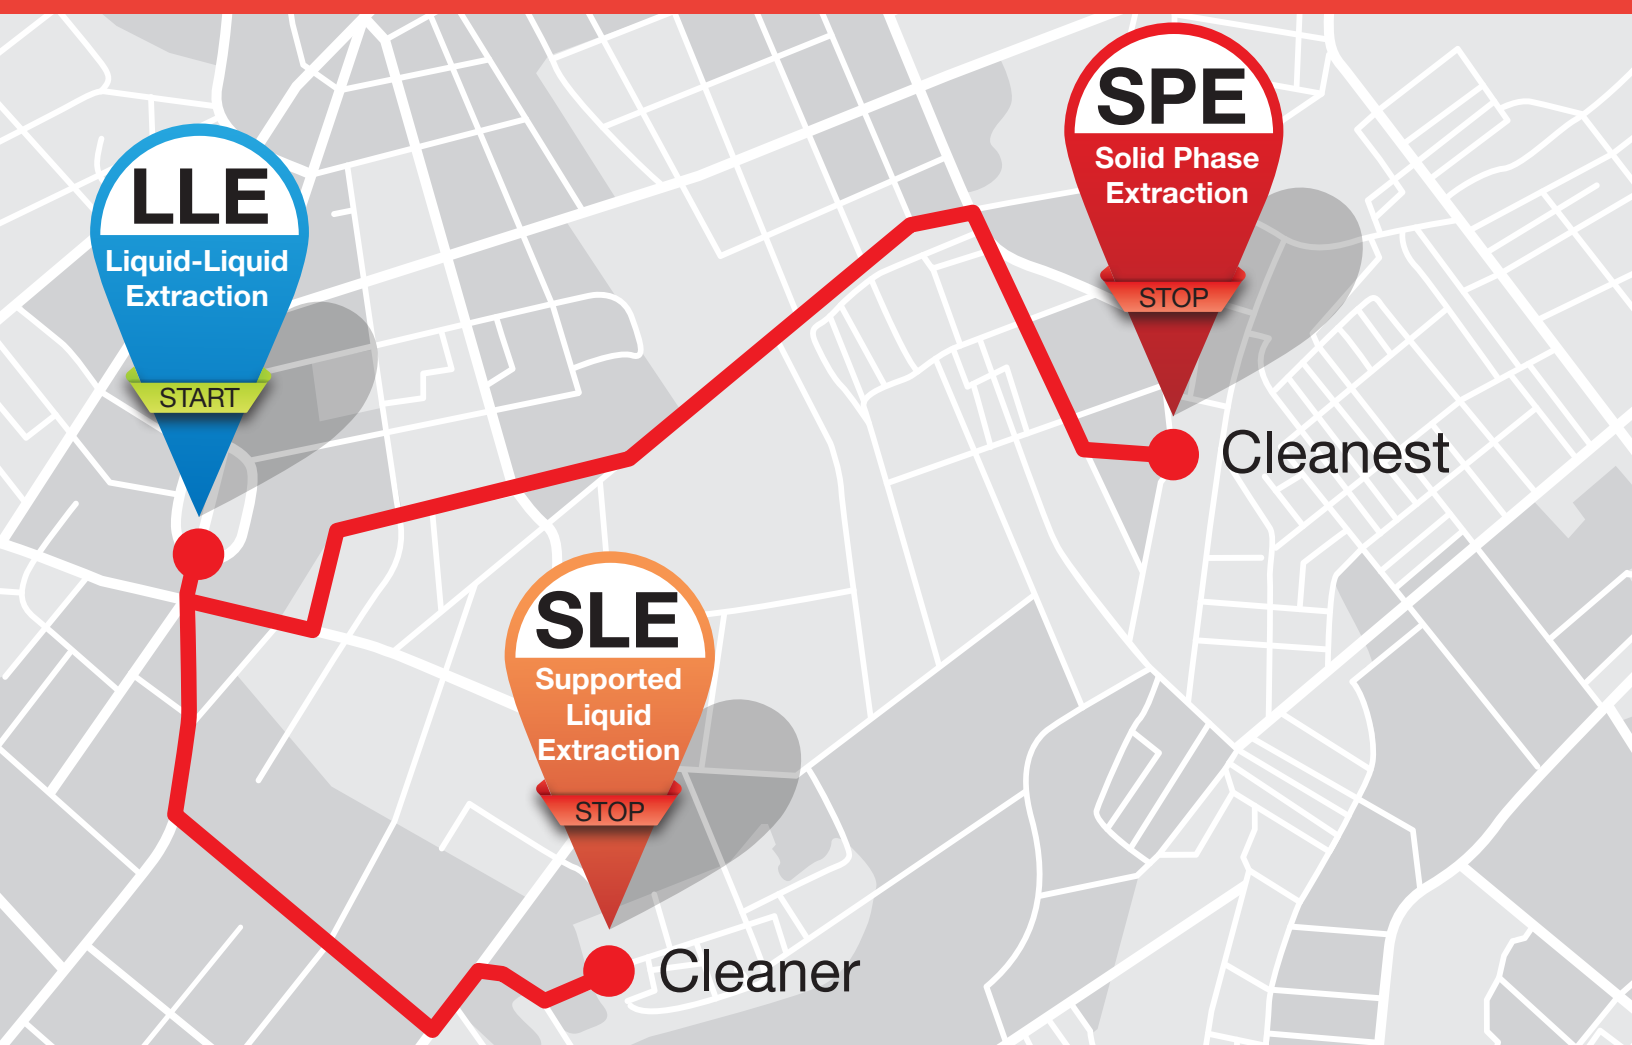 LLE
Liquid-Liquid
Extraction
START
SPE
Solid Phase
Extraction
STOP
Cleanest
SLE
Supported
Liquid
Extraction
STOP
Cleaner